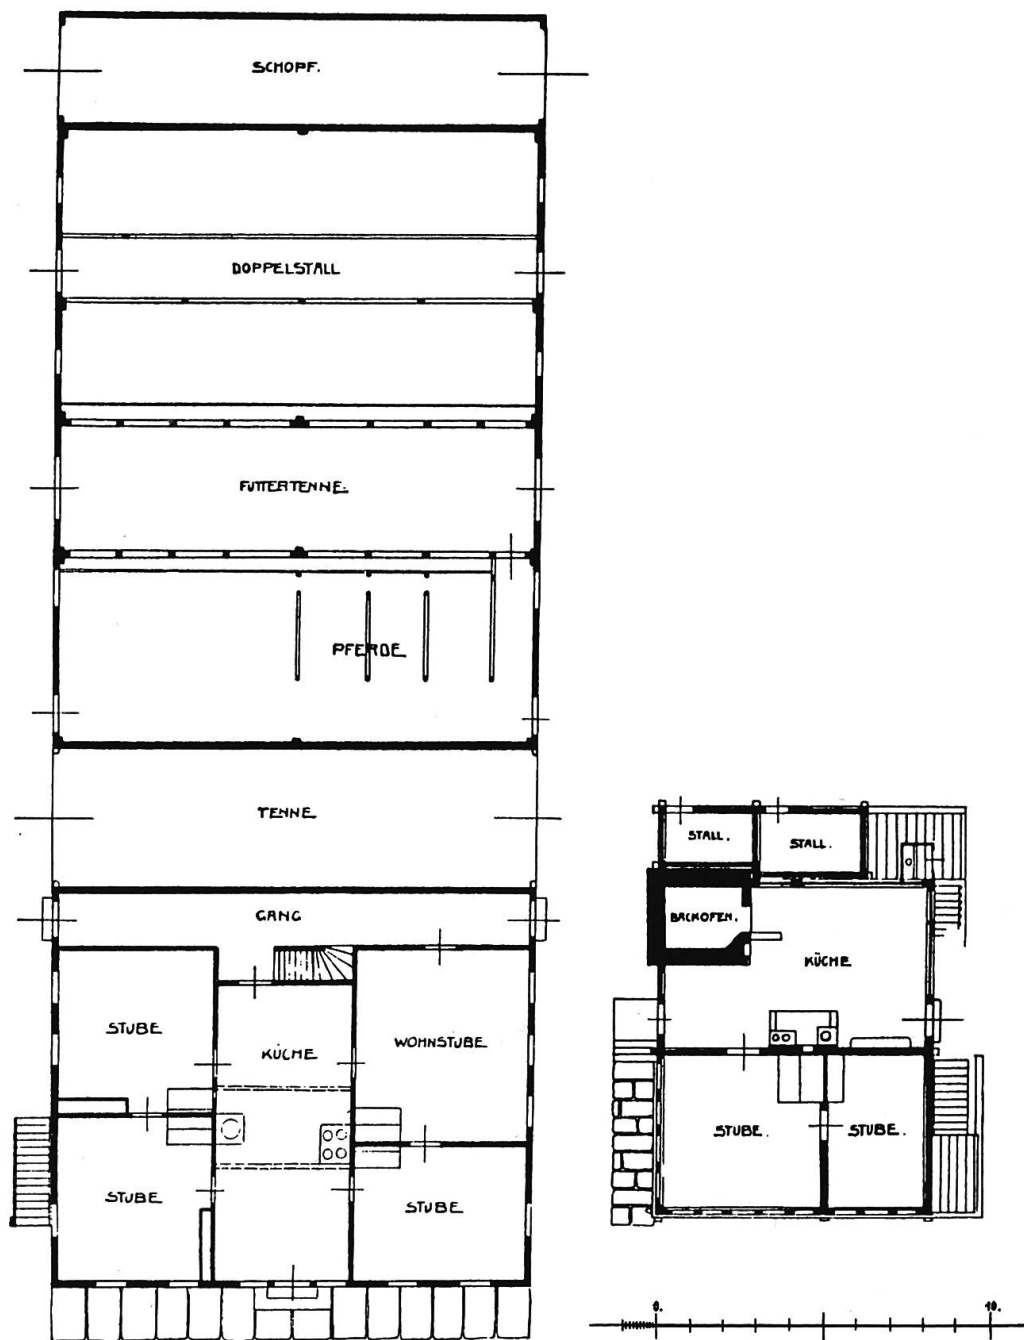 SCHOPF.
DOPPELSTALL
FUTTERTENNE.
PFERDE
TENNE
GANG
STUBE
KÜCHE
WOHNSTUBE
STUBE
STUBE
STALL.
STALL.
BACKOFEN.
KÜCHE
STUBE.
STUBE.
0.
10.